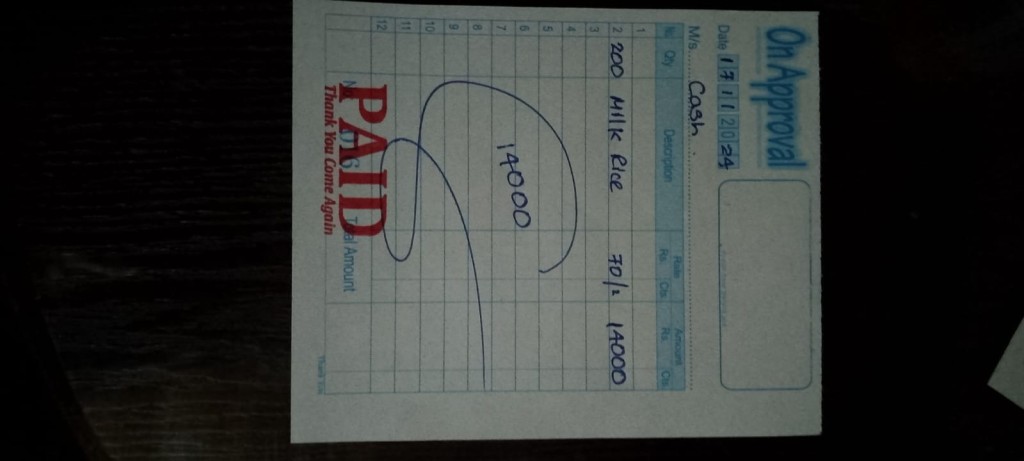 On Approval
Date 17 11 2024
M/s. Cash.
Qty. Description Rate Amount
Rs. Cts. Rs. Cts.
1
2 200 Milk Rice 70/= 14000
3
4
5
6
7
14000
8
9
10
11
12
Total Amount
PAID
Thank You Come Again